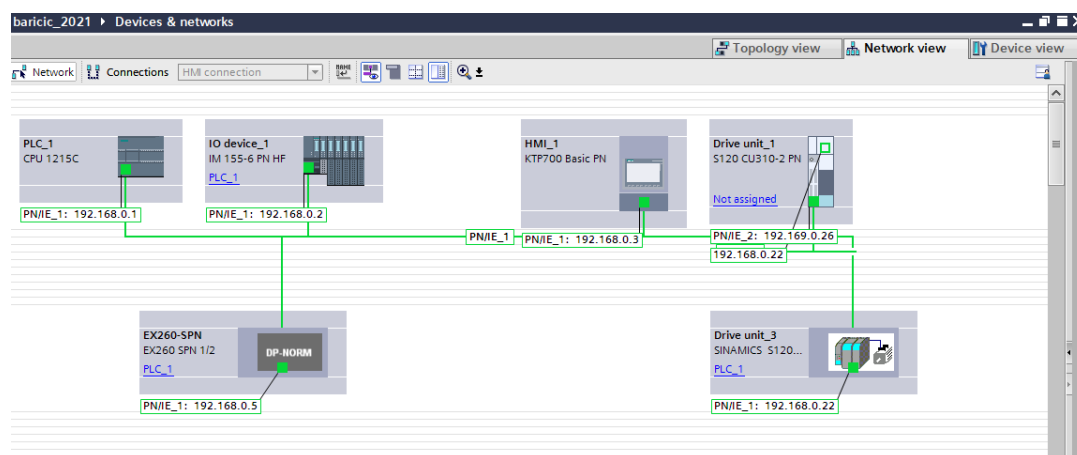 baricic_2021 ▸ Devices & networks
Topology view Network view Device view
Network Connections HMI connection
PLC_1
CPU 1215C
IO device_1
IM 155-6 PN HF
PLC_1
HMI_1
KTP700 Basic PN
Drive unit_1
S120 CU310-2 PN
Not assigned
PN/IE_1: 192.168.0.1
PN/IE_1: 192.168.0.2
PN/IE_1
PN/IE_1: 192.168.0.3
PN/IE_2: 192.169.0.26
192.168.0.22
EX260-SPN
EX260 SPN 1/2
PLC_1
DP-NORM
PN/IE_1: 192.168.0.5
Drive unit_3
SINAMICS S120...
PLC_1
PN/IE_1: 192.168.0.22